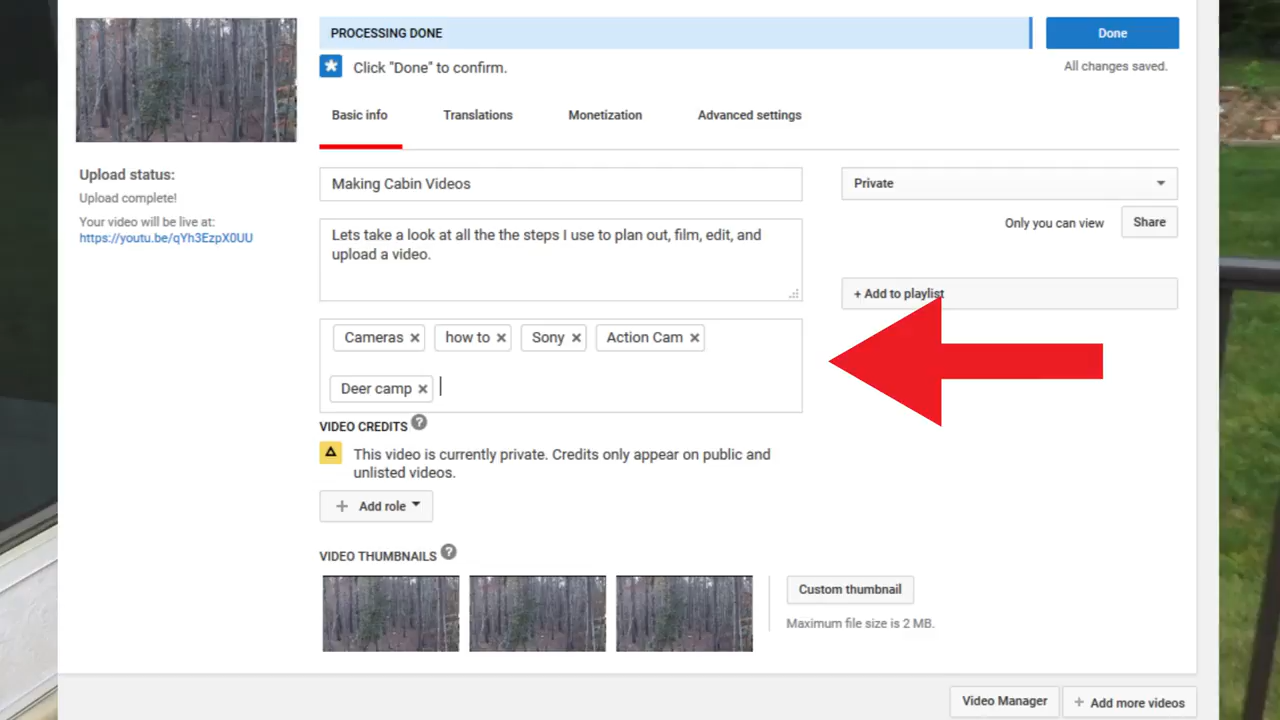 PROCESSING DONE
Done
Click "Done" to confirm.
All changes saved.
Basic info
Translations
Monetization
Advanced settings
Upload status:
Upload complete!
Your video will be live at:
https://youtu.be/qYh3EzpX0UU
Making Cabin Videos
Private
Lets take a look at all the the steps I use to plan out, film, edit, and
upload a video.
Only you can view
Share
+ Add to playlist
Cameras ×
how to ×
Sony ×
Action Cam ×
Deer camp ×
VIDEO CREDITS ?
This video is currently private. Credits only appear on public and
unlisted videos.
+ Add role
VIDEO THUMBNAILS ?
Custom thumbnail
Maximum file size is 2 MB.
Video Manager
+ Add more videos